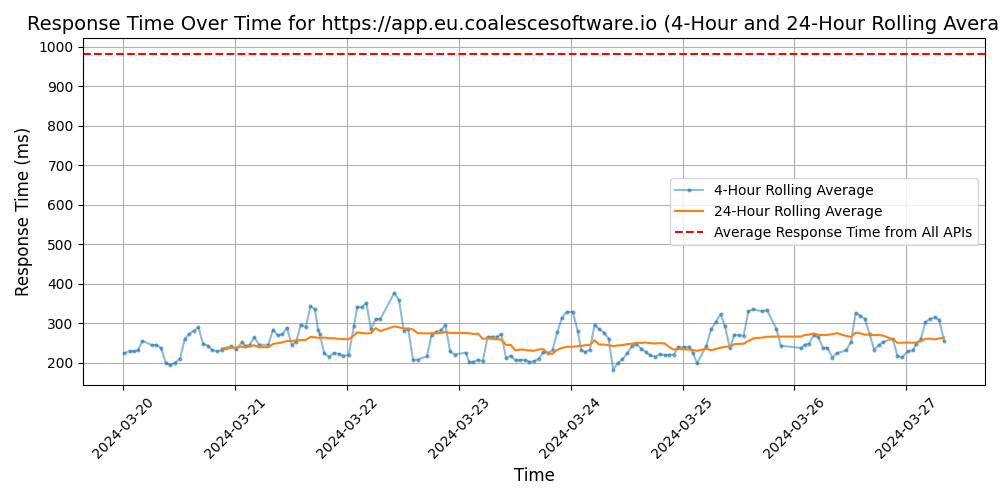 Response Time Over Time for https://app.eu.coalescesoftware.io (4-Hour and 24-Hour Rolling Avera
Response Time (ms)
1000
900
800
700
600
500
400
300
200
4-Hour Rolling Average
24-Hour Rolling Average
Average Response Time from All APIs
2024-03-20
2024-03-21
2024-03-22
2024-03-23
2024-03-24
2024-03-25
2024-03-26
2024-03-27
Time